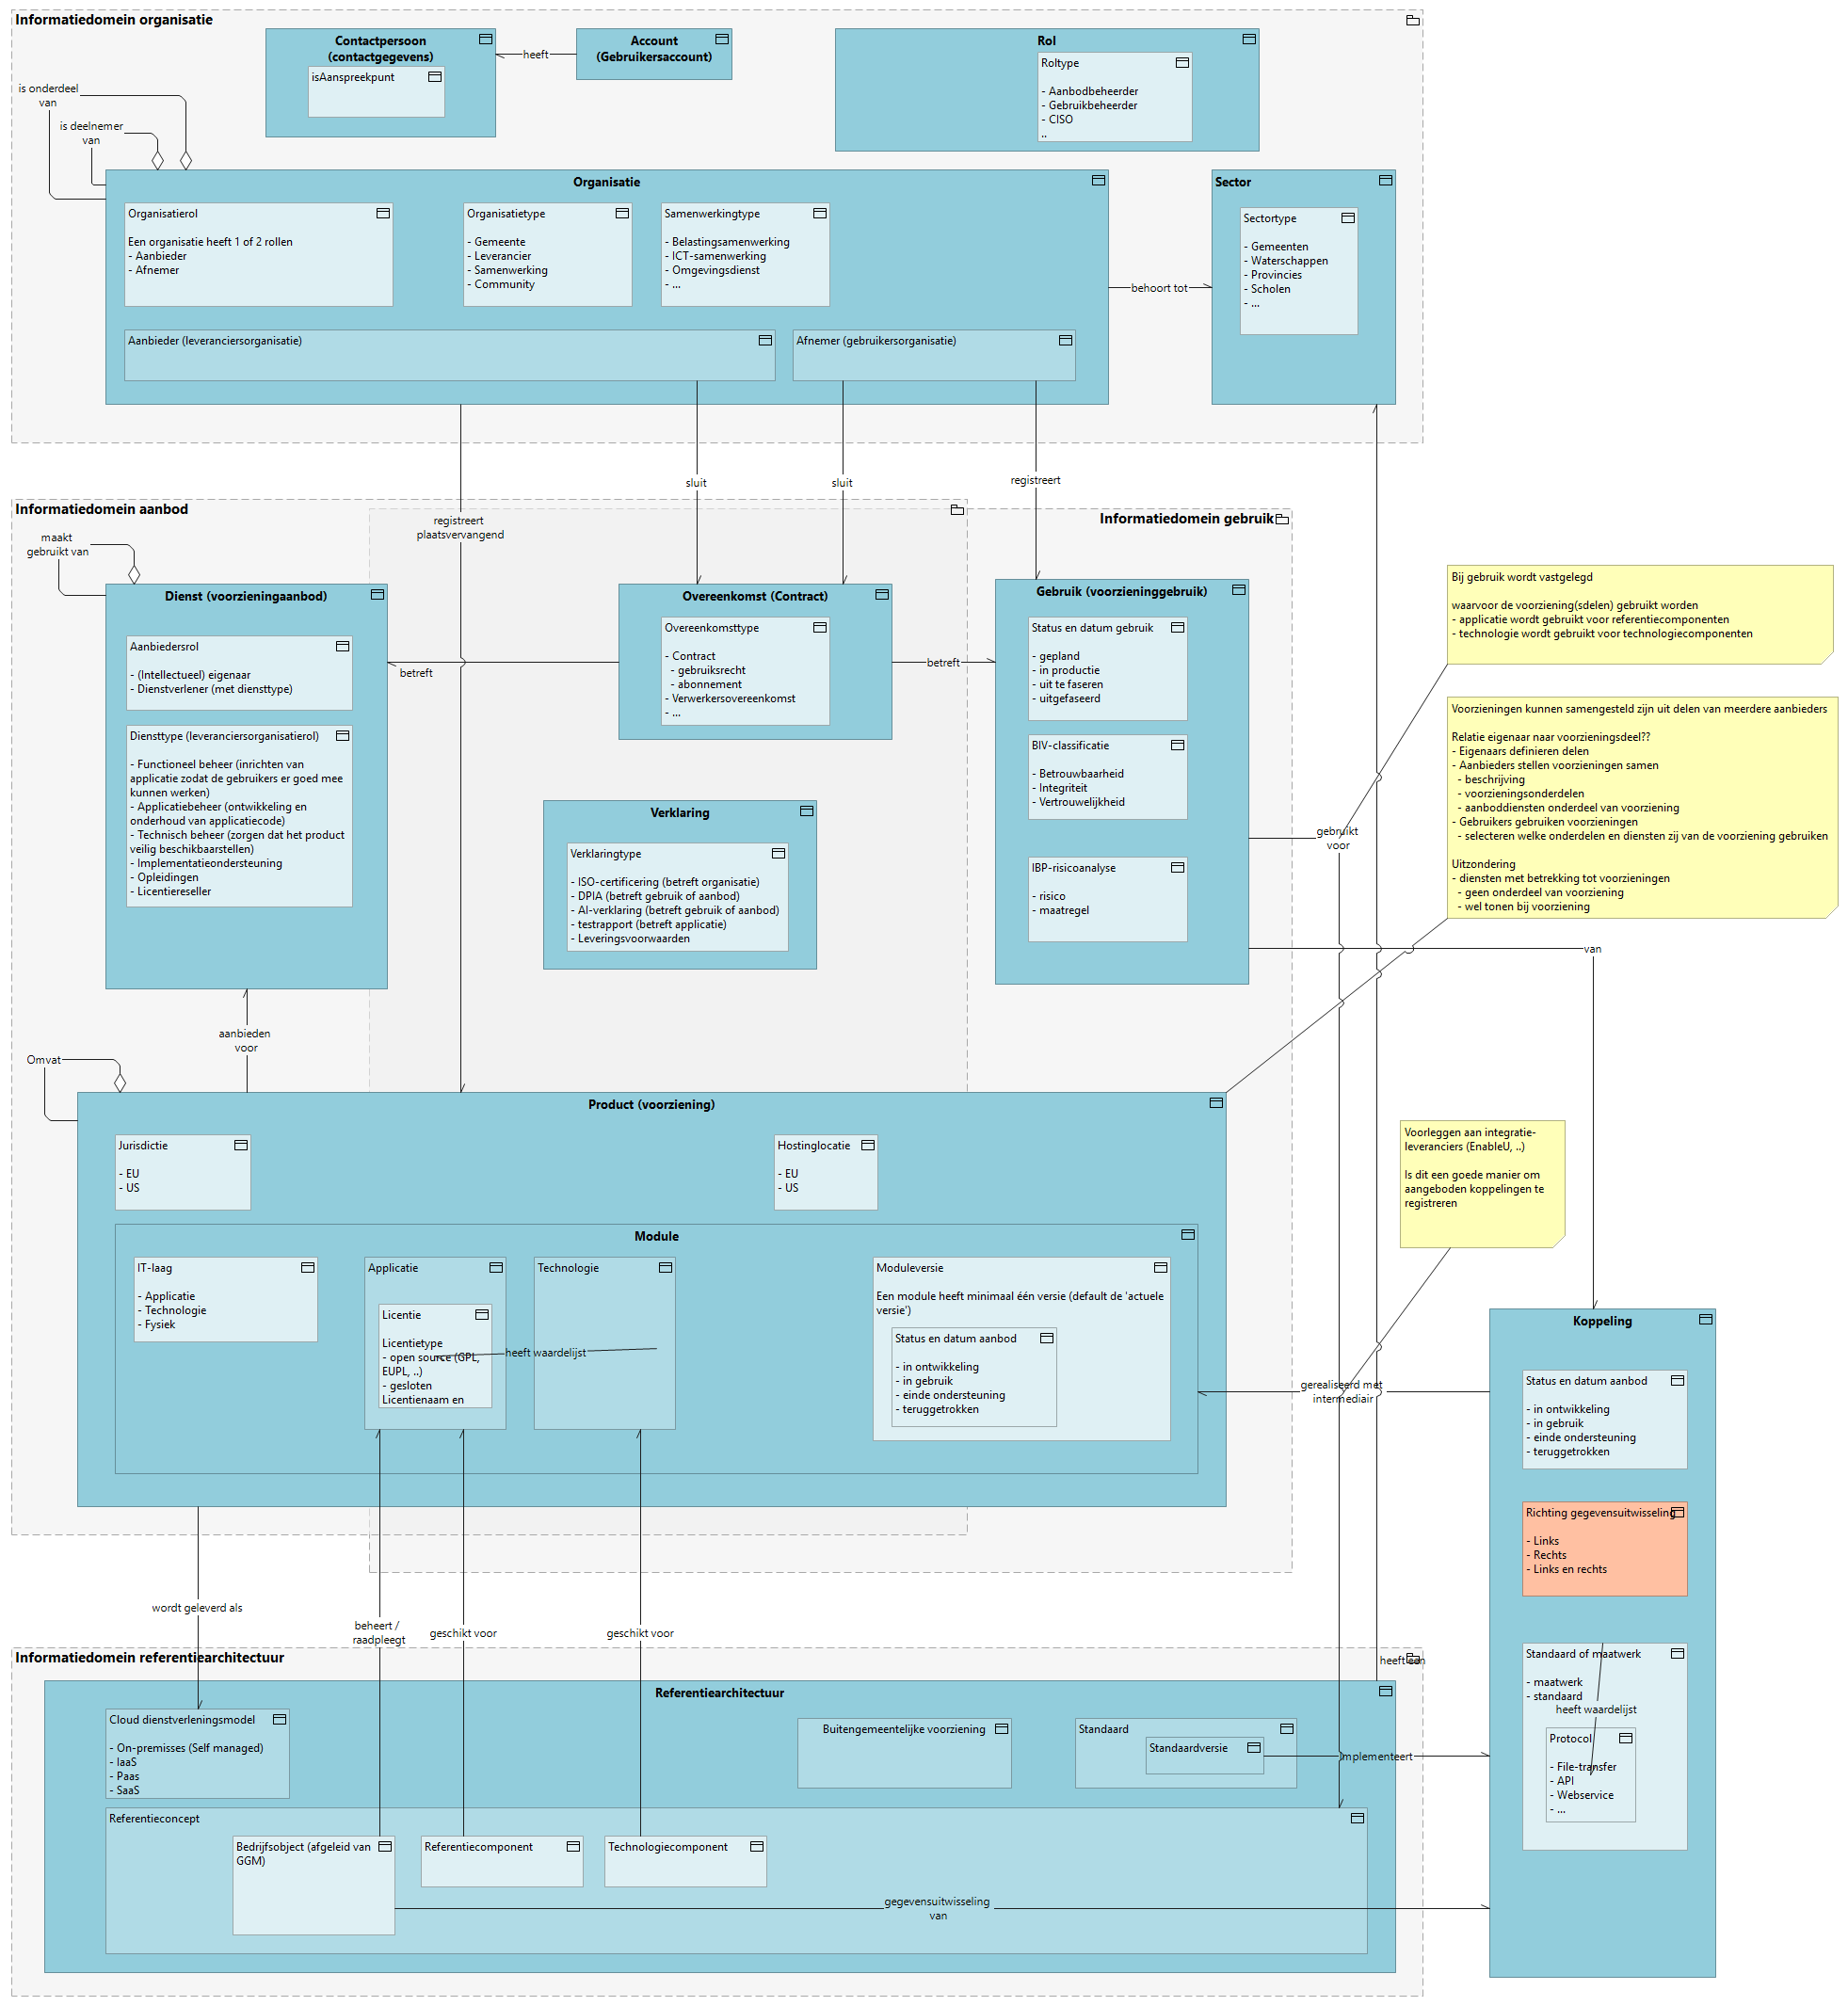 Informatiedomein organisatie
Contactpersoon
(contactgegevens)
isAanspreekpunt
heeft
Account
(Gebruikersaccount)
Rol
Roltype
- Aanbodbeheerder
- Gebruikbeheerder
- CISO
..
is onderdeel
van
is deelnemer
van
Organisatie
Organisatierol
Een organisatie heeft 1 of 2 rollen
- Aanbieder
- Afnemer
Organisatietype
- Gemeente
- Leverancier
- Samenwerking
- Community
Samenwerkingtype
- Belastingsamenwerking
- ICT-samenwerking
- Omgevingsdienst
- ...
Aanbieder (leveranciersorganisatie)
Afnemer (gebruikersorganisatie)
behoort tot
Sector
Sectortype
- Gemeenten
- Waterschappen
- Provincies
- Scholen
- ...
sluit
sluit
registreert
registreert
plaatsvervangend
Informatiedomein aanbod
Informatiedomein gebruik
maakt
gebruikt van
Dienst (voorzieningaanbod)
Aanbiedersrol
- (Intellectueel) eigenaar
- Dienstverlener (met diensttype)
Diensttype (leveranciersorganisatierol)
- Functioneel beheer (inrichten van
applicatie zodat de gebruikers er goed mee
kunnen werken)
- Applicatiebeheer (ontwikkeling en
onderhoud van applicatiecode)
- Technisch beheer (zorgen dat het product
veilig beschikbaarstellen)
- Implementatieondersteuning
- Opleidingen
- Licentiereseller
betreft
Overeenkomst (Contract)
Overeenkomsttype
- Contract
- gebruiksrecht
- abonnement
- Verwerkersovereenkomst
- ...
betreft
Gebruik (voorzieninggebruik)
Status en datum gebruik
- gepland
- in productie
- uit te faseren
- uitgefaseerd
BIV-classificatie
- Betrouwbaarheid
- Integriteit
- Vertrouwelijkheid
IBP-risicoanalyse
- risico
- maatregel
Verklaring
Verklaringtype
- ISO-certificering (betreft organisatie)
- DPIA (betreft gebruik of aanbod)
- AI-verklaring (betreft gebruik of aanbod)
- testrapport (betreft applicatie)
- Leveringsvoorwaarden
Bij gebruik wordt vastgelegd
waarvoor de voorziening(sdelen) gebruikt worden
- applicatie wordt gebruikt voor referentiecomponenten
- technologie wordt gebruikt voor technologiecomponenten
Voorzieningen kunnen samengesteld zijn uit delen van meerdere aanbieders
Relatie eigenaar naar voorzieningsdeel??
- Eigenaars definieren delen
- Aanbieders stellen voorzieningen samen
- beschrijving
- voorzieningsonderdelen
- aanboddiensten onderdeel van voorziening
- Gebruikers gebruiken voorzieningen
- selecteren welke onderdelen en diensten zij van de voorziening gebruiken
Uitzondering
- diensten met betrekking tot voorzieningen
- geen onderdeel van voorziening
- wel tonen bij voorziening
gebruikt
voor
van
aanbieden
voor
Omvat
Product (voorziening)
Jurisdictie
- EU
- US
Hostinglocatie
- EU
- US
Module
IT-laag
- Applicatie
- Technologie
- Fysiek
Applicatie
Licentie
Licentietype
- open source (GPL,
EUPL, ..)
- gesloten
Licentienaam en
heeft waardelijst
Technologie
Moduleversie
Een module heeft minimaal één versie (default de 'actuele
versie')
Status en datum aanbod
- in ontwikkeling
- in gebruik
- einde ondersteuning
- teruggetrokken
Voorleggen aan integratie-
leveranciers (EnableU, ..)
Is dit een goede manier om
aangeboden koppelingen te
registreren
gerealiseerd met
intermediair
Koppeling
Status en datum aanbod
- in ontwikkeling
- in gebruik
- einde ondersteuning
- teruggetrokken
Richting gegevensuitwisseling
- Links
- Rechts
- Links en rechts
Standaard of maatwerk
- maatwerk
- standaard
heeft waardelijst
Protocol
- File-transfer
- API
- Webservice
- ...
wordt geleverd als
beheert /
raadpleegt
geschikt voor
geschikt voor
heeft een
Informatiedomein referentiearchitectuur
Referentiearchitectuur
Cloud dienstverleningsmodel
- On-premisses (Self managed)
- IaaS
- Paas
- SaaS
Buitengemeentelijke voorziening
Standaard
Standaardversie
implementeert
Referentieconcept
Bedrijfsobject (afgeleid van
GGM)
Referentiecomponent
Technologiecomponent
gegevensuitwisseling
van